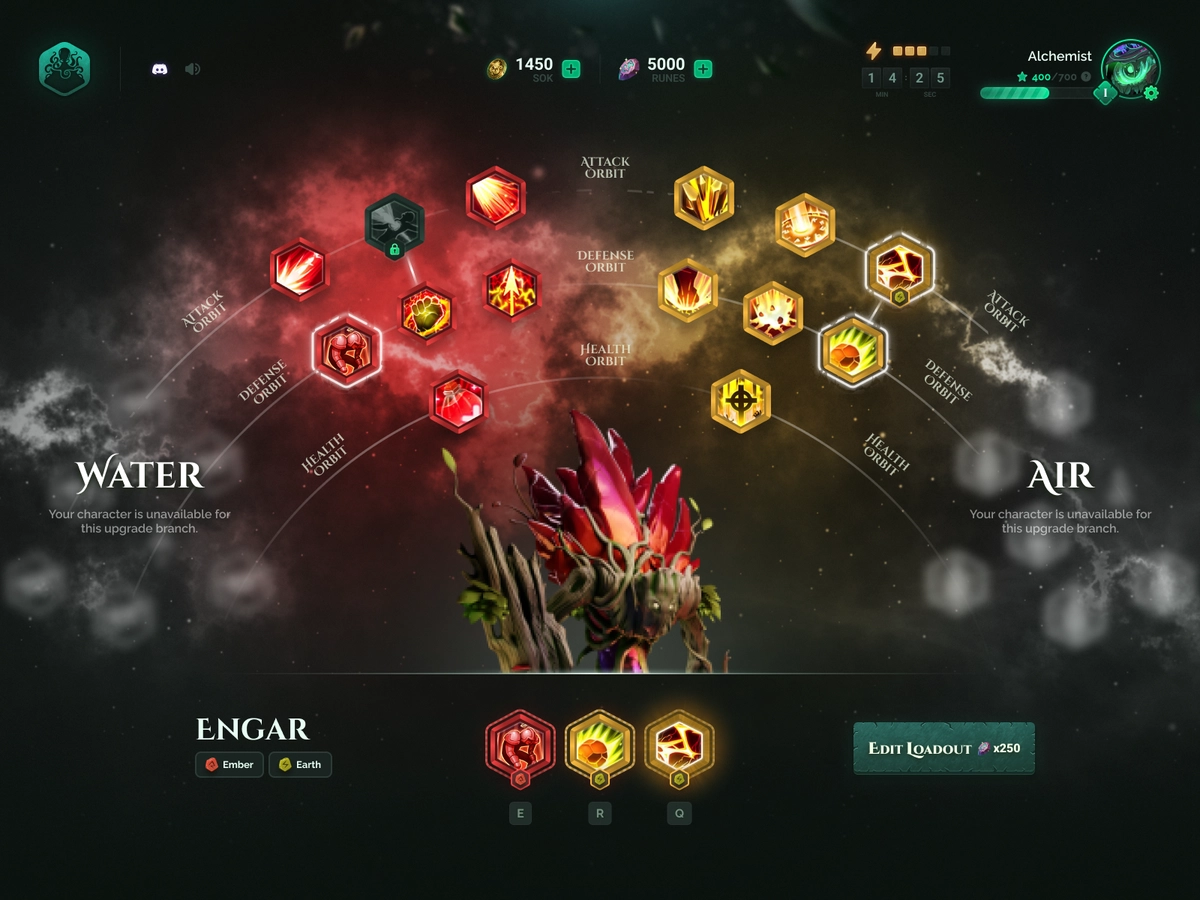 1450
SOK
5000
RUNES
1 4 : 2 5
MIN SEC
Alchemist
400/700 ?
I
ATTACK
ORBIT
DEFENSE
ORBIT
HEALTH
ORBIT
ATTACK
ORBIT
DEFENSE
ORBIT
HEALTH
ORBIT
ATTACK
ORBIT
DEFENSE
ORBIT
HEALTH
ORBIT
WATER
Your character is unavailable for
this upgrade branch.
AIR
Your character is unavailable for
this upgrade branch.
ENGAR
Ember
Earth
E
R
Q
EDIT LOADOUT x250